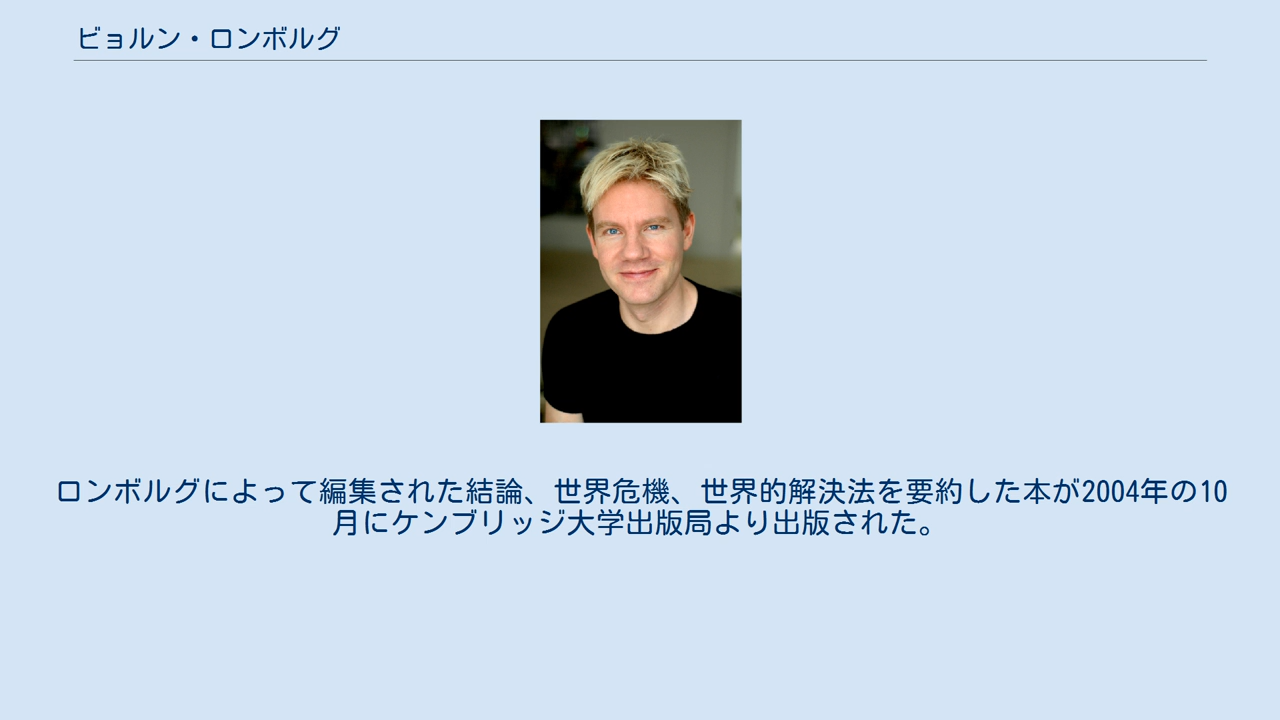 ビョルン・ロンボルグ
ロンボルグによって編集された結論、世界危機、世界的解決法を要約した本が2004年の10
月にケンブリッジ大学出版局より出版された。